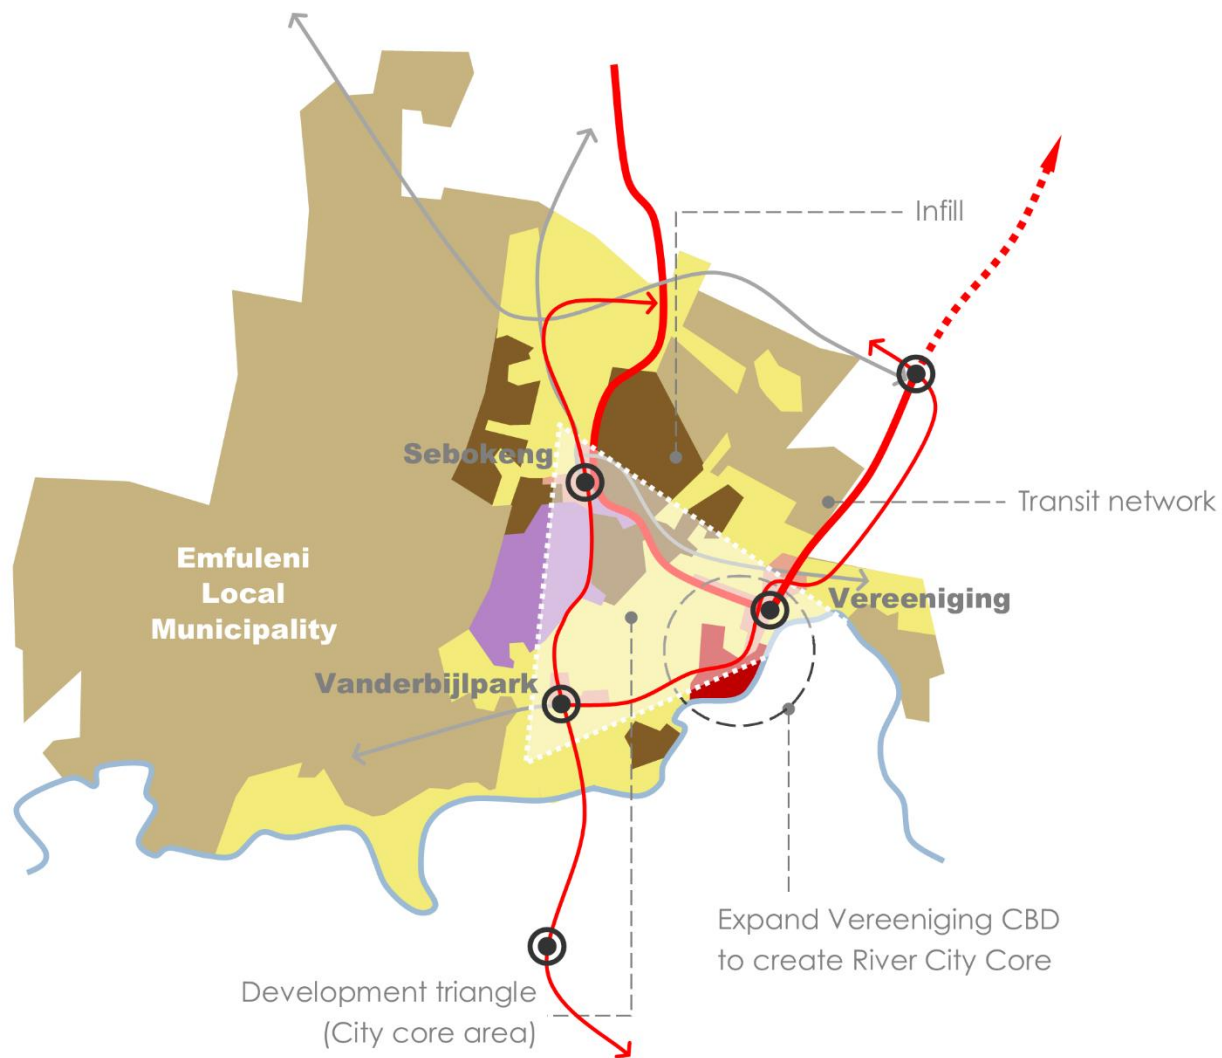 Infill
Sebokeng
Transit network
Emfuleni
Local
Municipality
Vereeniging
Vanderbijlpark
Expand Vereeniging CBD
to create River City Core
Development triangle
(City core area)